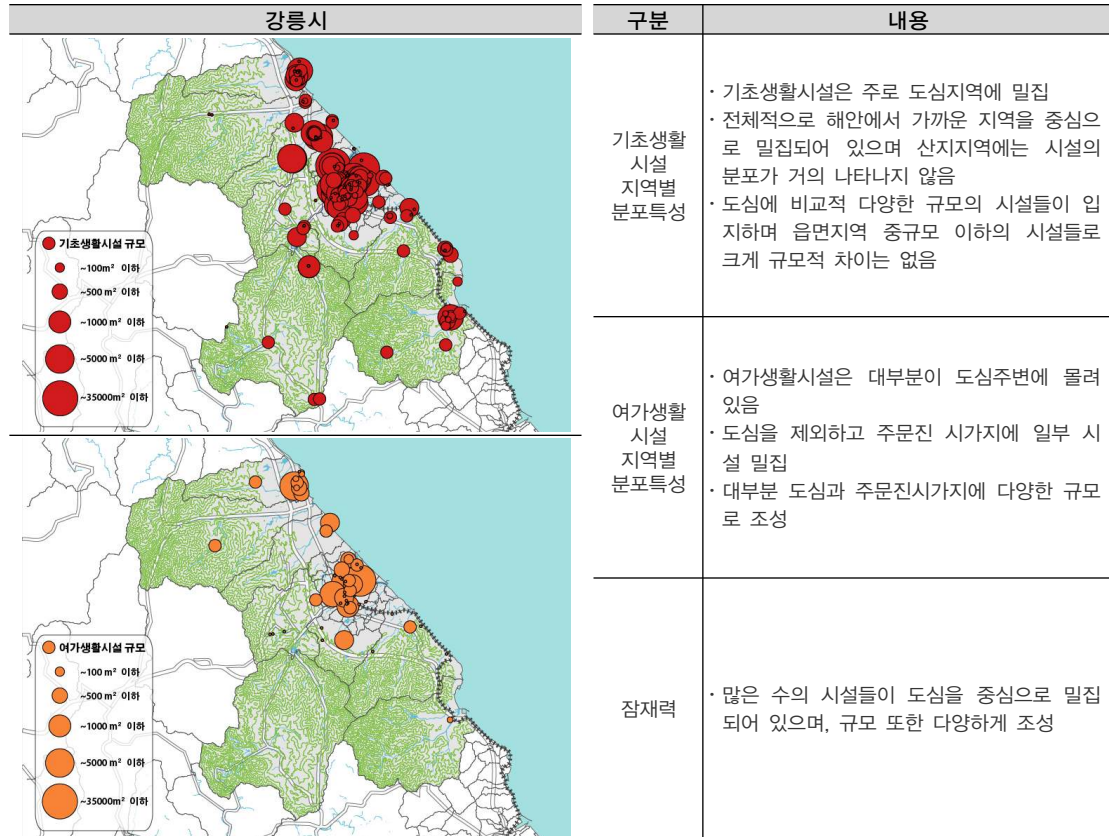 강릉시
기초생활시설 규모
~100m² 이하
~500 m² 이하
~1000 m² 이하
~5000 m² 이하
~35000m² 이하
여가생활시설 규모
~100 m² 이하
~500 m² 이하
~1000 m² 이하
~5000 m² 이하
~35000m² 이하
구분 내용
기초생활
시설
지역별
분포특성
· 기초생활시설은 주로 도심지역에 밀집
· 전체적으로 해안에서 가까운 지역을 중심으
로 밀집되어 있으며 산지지역에는 시설의
분포가 거의 나타나지 않음
· 도심에 비교적 다양한 규모의 시설들이 입
지하며 읍면지역 중규모 이하의 시설들로
크게 규모적 차이는 없음
여가생활
시설
지역별
분포특성
· 여가생활시설은 대부분이 도심주변에 몰려
있음
· 도심을 제외하고 주문진 시가지에 일부 시
설 밀집
· 대부분 도심과 주문진시가지에 다양한 규모
로 조성
잠재력
· 많은 수의 시설들이 도심을 중심으로 밀집
되어 있으며, 규모 또한 다양하게 조성